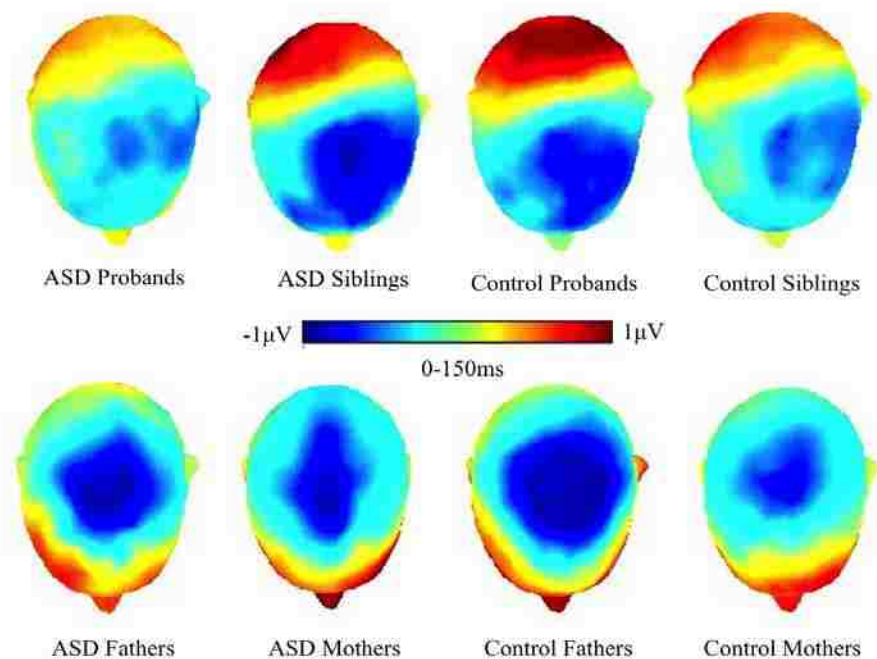 ASD Probands
ASD Siblings
Control Probands
Control Siblings
-1μV
1μV
0-150ms
ASD Fathers
ASD Mothers
Control Fathers
Control Mothers